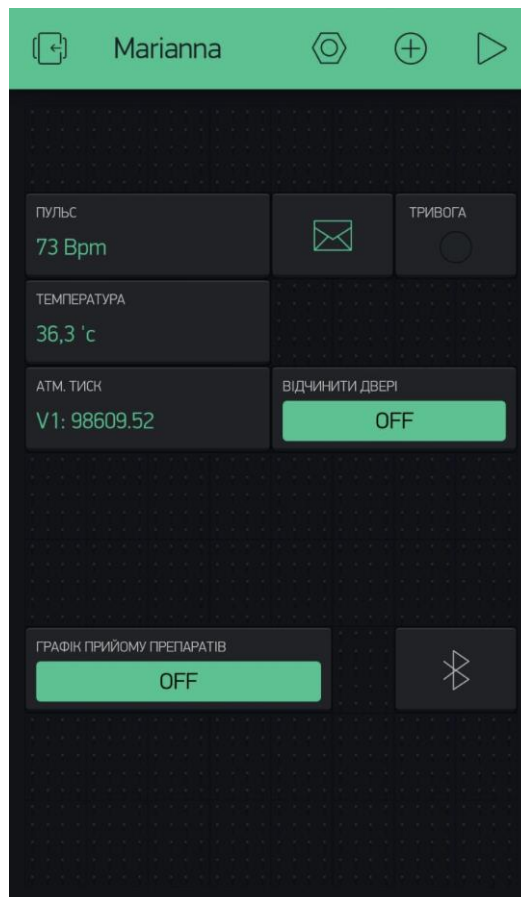 Marianna
ПУЛЬС
73 Bpm
ТРИВОГА
ТЕМПЕРАТУРА
36,3 'c
АТМ. ТИСК
V1: 98609.52
ВІДЧИНИТИ ДВЕРІ
OFF
ГРАФІК ПРИЙОМУ ПРЕПАРАТІВ
OFF